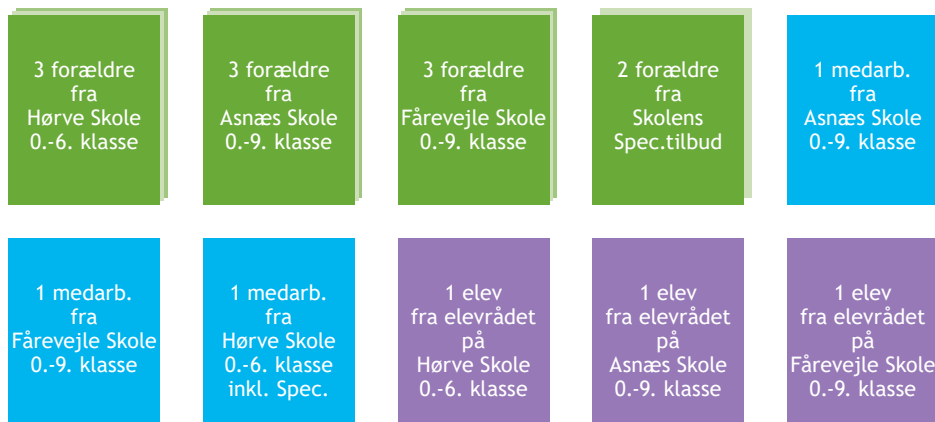 3 forældre
fra
Hørve Skole
0.-6. klasse
3 forældre
fra
Asnæs Skole
0.-9. klasse
3 forældre
fra
Fårevejle Skole
0.-9. klasse
2 forældre
fra
Skolens
Spec.tilbud
1 medarb.
fra
Asnæs Skole
0.-9. klasse
1 medarb.
fra
Fårevejle Skole
0.-9. klasse
1 medarb.
fra
Hørve Skole
0.-6. klasse
inkl. Spec.
1 elev
fra elevrådet
på
Hørve Skole
0.-6. klasse
1 elev
fra elevrådet
på
Asnæs Skole
0.-9. klasse
1 elev
fra elevrådet
på
Fårevejle Skole
0.-9. klasse